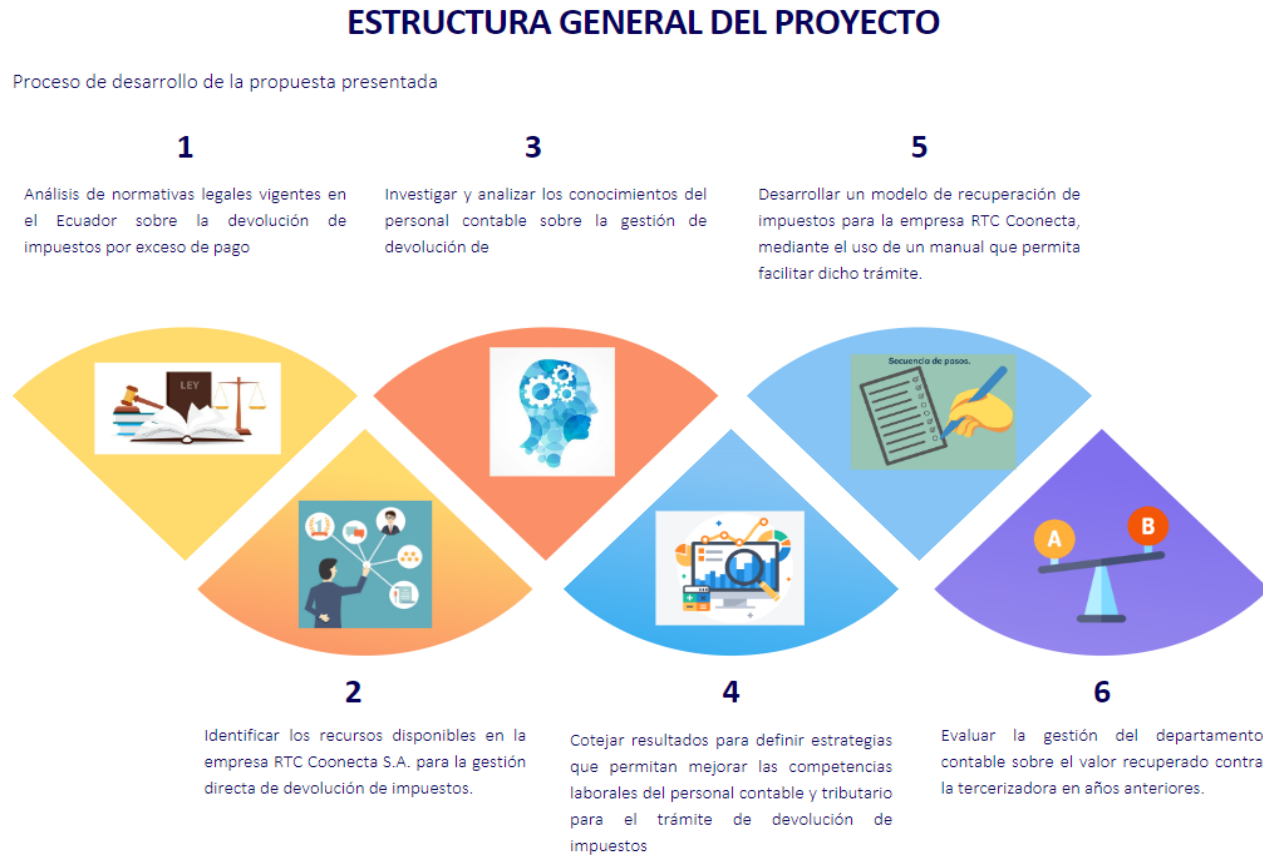 ESTRUCTURA GENERAL DEL PROYECTO
Proceso de desarrollo de la propuesta presentada
1
Análisis de normativas legales vigentes en
el Ecuador sobre la devolución de
impuestos por exceso de pago
3
Investigar y analizar los conocimientos del
personal contable sobre la gestión de
devolución de
5
Desarrollar un modelo de recuperación de
impuestos para la empresa RTC Coonecta,
mediante el uso de un manual que permita
facilitar dicho trámite.
LEY
Secuencia de pasos.
1
A
B
2
Identificar los recursos disponibles en la
empresa RTC Coonecta S.A. para la gestión
directa de devolución de impuestos.
4
Cotejar resultados para definir estrategias
que permitan mejorar las competencias
laborales del personal contable y tributario
para el trámite de devolución de
impuestos
6
Evaluar la gestión del departamento
contable sobre el valor recuperado contra
la tercerizadora en años anteriores.